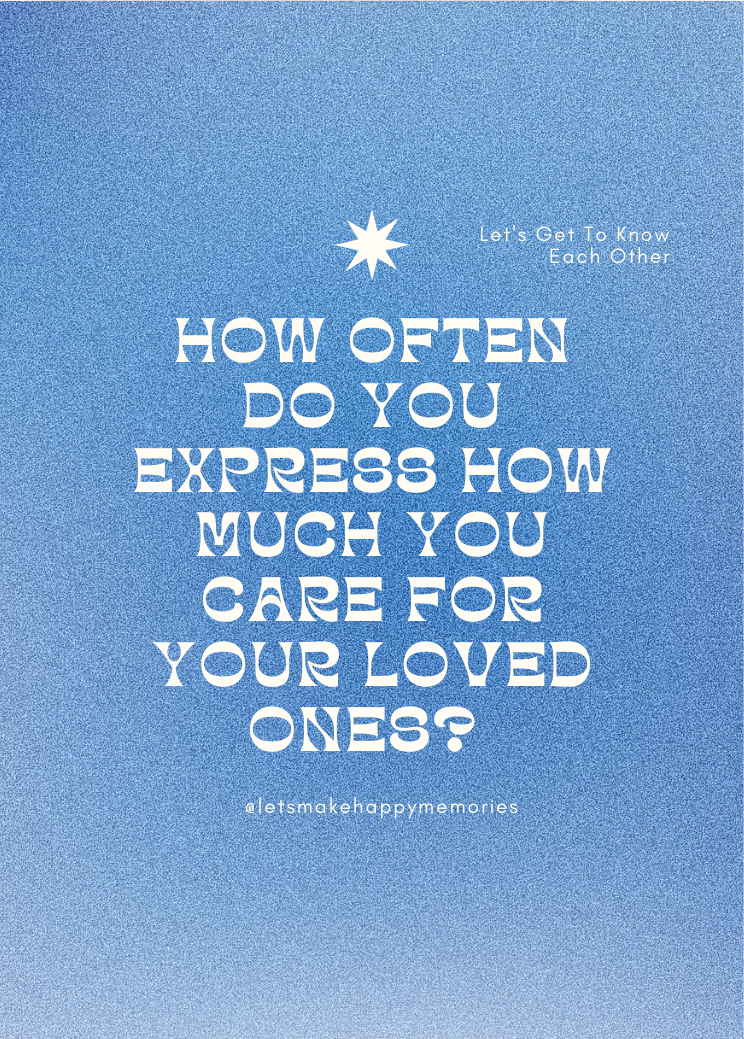 Let's Get To Know
Each Other
HOW OFTEN
DO YOU
EXPRESS HOW
MUCH YOU
CARE FOR
YOUR LOVED
ONES?
@letsmakehappymemories